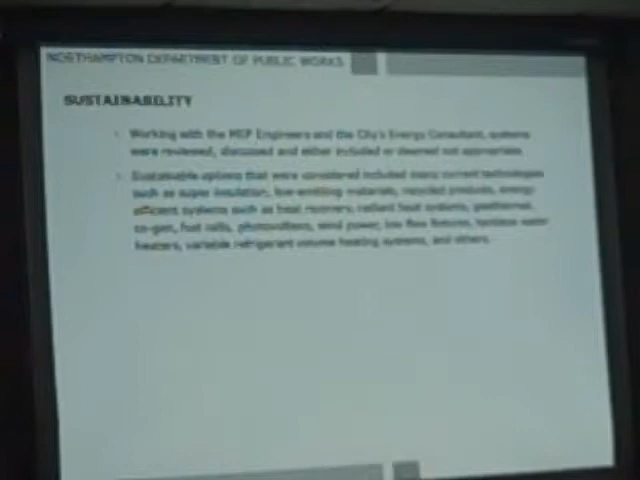 NORTHAMPTON DEPARTMENT OF PUBLIC WORKS
SUSTAINABILITY
Working with the MEP Engineers and the City's Energy Consultant, systems
were reviewed, discussed and either included or deemed not appropriate.
Sustainable options that were considered included many current technologies
such as super insulation, low-emitting materials, recycled products, energy
efficient systems such as heat recovery, radiant heat systems, geothermal,
co-gen, fuel cells, photovoltaics, wind power, low flow fixtures, tankless water
heaters, variable refrigerant volume heating systems, and others.